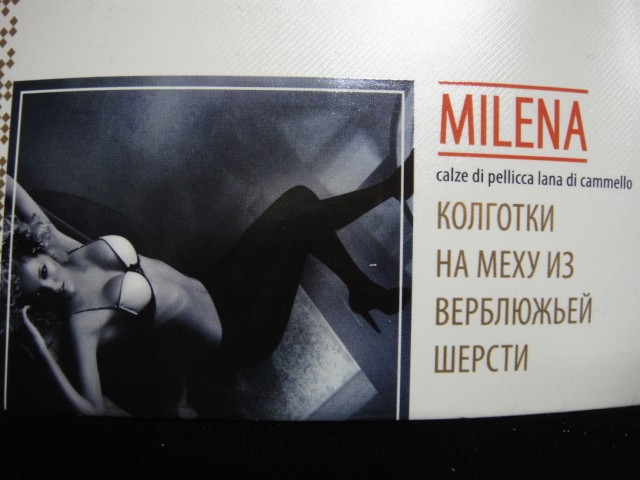 MILENA
calze di pellicca lana di cammello
КОЛГОТКИ
НА МЕХУ ИЗ
ВЕРБЛЮЖЬЕЙ
ШЕРСТИ